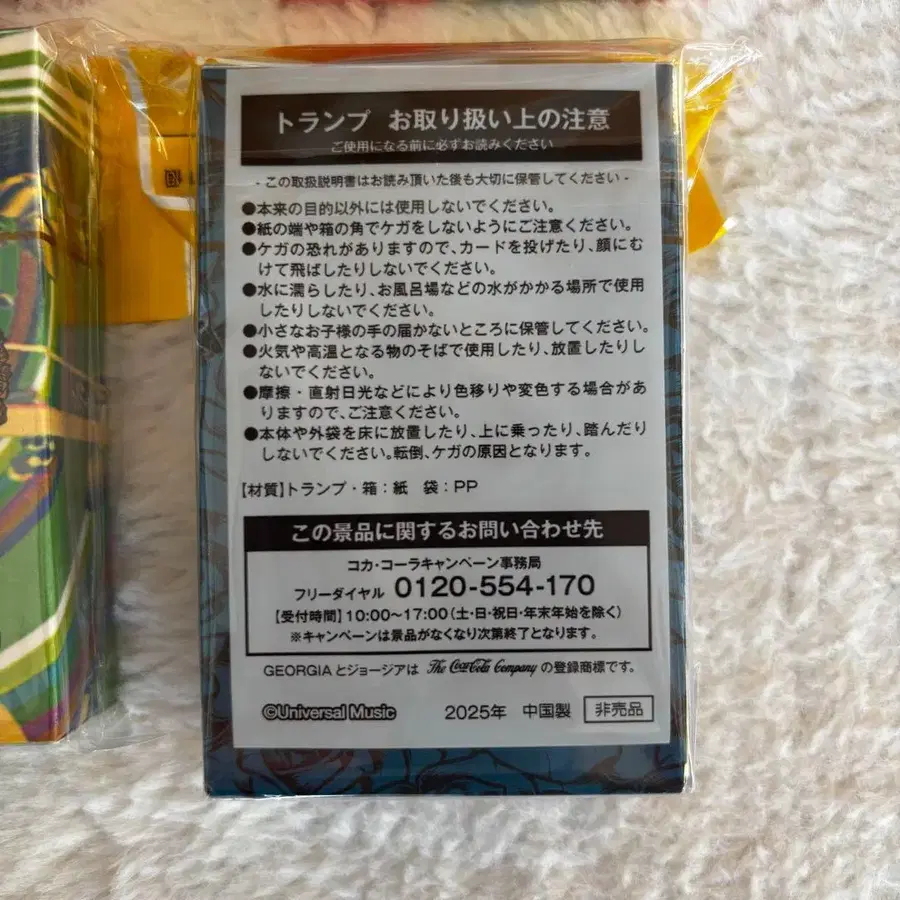 トランプ お取り扱い上の注意
ご使用になる前に必ずお読みください
- この取扱説明書はお読み頂いた後も大切に保管してください -
●本来の目的以外には使用しないでください。
●紙の端や箱の角でケガをしないようにご注意ください。
●ケガの恐れがありますので、カードを投げたり、顔にむ
けて飛ばしたりしないでください。
●水に濡らしたり、お風呂場などの水がかかる場所で使用
したりしないでください。
●小さなお子様の手の届かないところに保管してください。
●火気や高温となる物のそばで使用したり、放置したりし
ないでください。
●摩擦・直射日光などにより色移りや変色する場合があ
りますので、ご注意ください。
●本体や外袋を床に放置したり、上に乗ったり、踏んだり
しないでください。転倒、ケガの原因となります。
【材質】トランプ・箱：紙 袋：PP
この景品に関するお問い合わせ先
コカ・コーラキャンペーン事務局
フリーダイヤル 0120-554-170
【受付時間】10:00〜17:00（土・日・祝日・年末年始を除く）
※キャンペーンは景品がなくなり次第終了となります。
GEORGIAとジョージアは The Coca-Cola Company の登録商標です。
©Universal Music 2025年 中国製 非売品